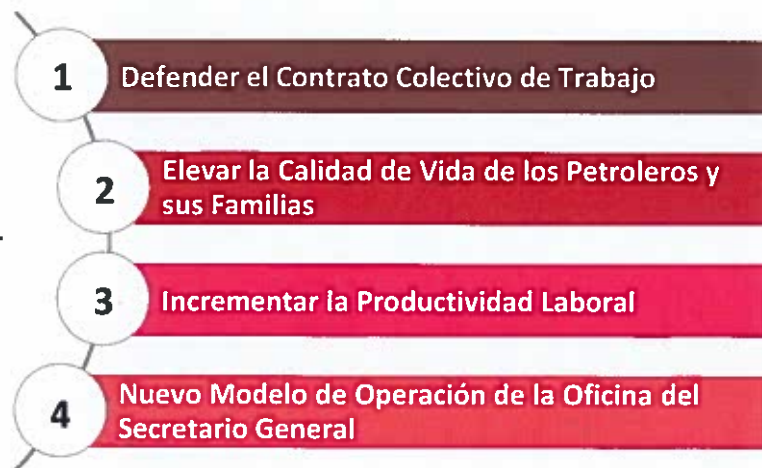 1
Defender el Contrato Colectivo de Trabajo
2
Elevar la Calidad de Vida de los Petroleros y
sus Familias
3
Incrementar la Productividad Laboral
4
Nuevo Modelo de Operación de la Oficina del
Secretario General